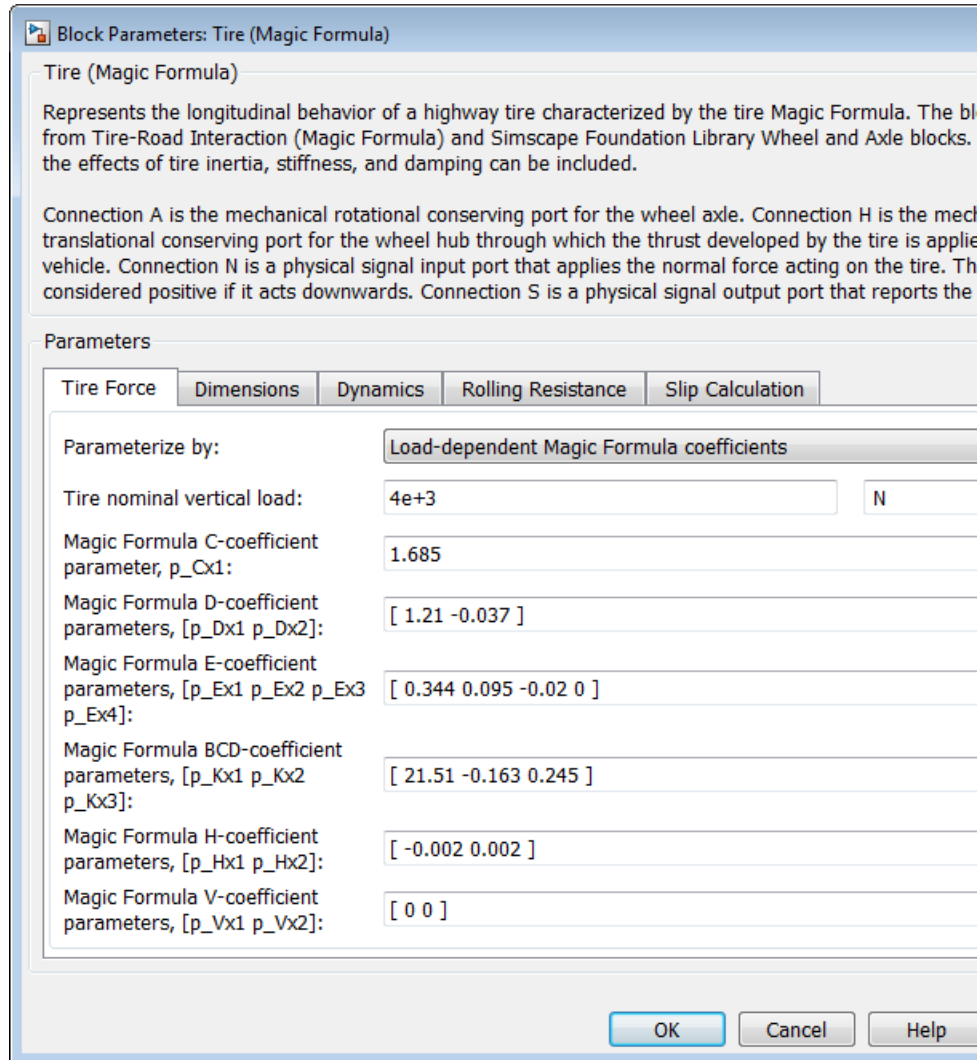 Block Parameters: Tire (Magic Formula)
Tire (Magic Formula)
Represents the longitudinal behavior of a highway tire characterized by the tire Magic Formula. The
from Tire-Road Interaction (Magic Formula) and Simscape Foundation Library Wheel and Axle blocks.
the effects of tire inertia, stiffness, and damping can be included.
Connection A is the mechanical rotational conserving port for the wheel axle. Connection H is the
translational conserving port for the wheel hub through which the thrust developed by the tire is
vehicle. Connection N is a physical signal input port that applies the normal force acting on the tire.
considered positive if it acts downwards. Connection S is a physical signal output port that reports the
Parameters
Tire Force Dimensions Dynamics Rolling Resistance Slip Calculation
Parameterize by: Load-dependent Magic Formula coefficients
Tire nominal vertical load: 4e+3 N
Magic Formula C-coefficient
parameter, p_Cx1: 1.685
Magic Formula D-coefficient
parameters, [p_Dx1 p_Dx2]: [ 1.21 -0.037 ]
Magic Formula E-coefficient
parameters, [p_Ex1 p_Ex2 p_Ex3 [ 0.344 0.095 -0.02 0 ]
p_Ex4]:
Magic Formula BCD-coefficient
parameters, [p_Kx1 p_Kx2 [ 21.51 -0.163 0.245 ]
p_Kx3]:
Magic Formula H-coefficient
parameters, [p_Hx1 p_Hx2]: [ -0.002 0.002 ]
Magic Formula V-coefficient
parameters, [p_Vx1 p_Vx2]: [ 0 0 ]
OK Cancel Help